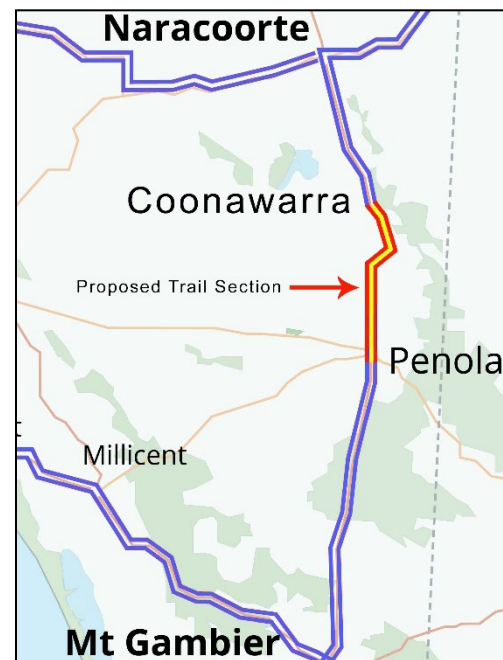 Naracoorte
Coonawarra
Proposed Trail Section
Penola
t
Millicent
Mt Gambier